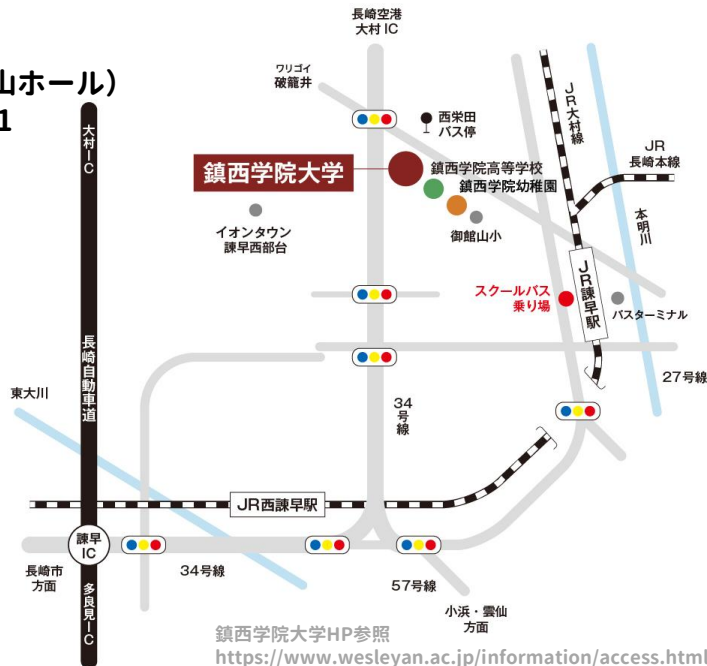 長崎空港
大村IC
山ホール）
1
ワリゴイ
破籠井
西栄田
バス停
JR大村線
JR
長崎本線
大村IC
鎮西学院大学
鎮西学院高等学校
鎮西学院幼稚園
御館山小
イオンタウン
諫早西部台
本明川
スクールバス
乗り場
JR諫早駅
バスターミナル
長崎自動車道
27号線
東大川
34号線
JR西諫早駅
諫早
IC
長崎市
方面
34号線
57号線
多良見IC
小浜・雲仙
方面
鎮西学院大学HP参照
https://www.wesleyan.ac.jp/information/access.html